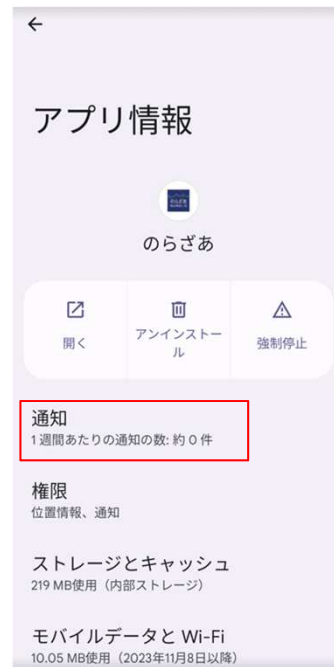 アプリ情報
のらざあ
開く
アンインストー
ル
強制停止
通知
1週間あたりの通知の数: 約 0 件
権限
位置情報、通知
ストレージとキャッシュ
219 MB使用（内部ストレージ）
モバイルデータと Wi-Fi
10.05 MB使用（2023年11月8日以降）